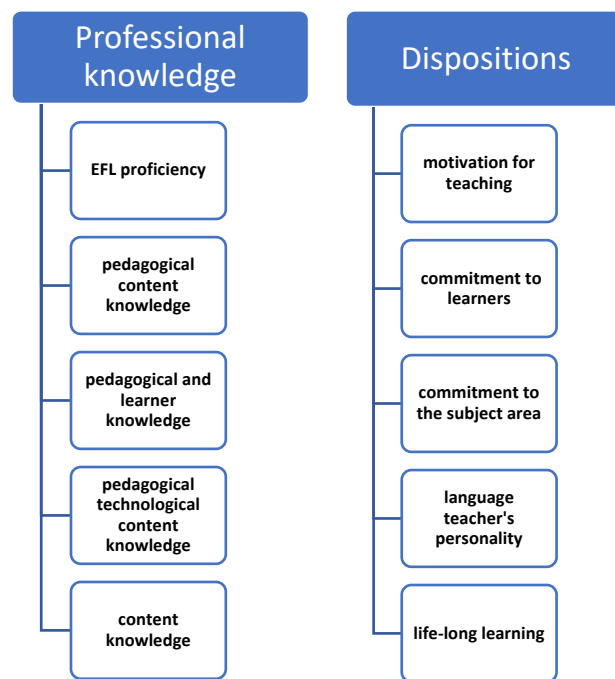 Professional
knowledge
EFL proficiency
pedagogical
content
knowledge
pedagogical and
learner
knowledge
pedagogical
technological
content
knowledge
content
knowledge
Dispositions
motivation for
teaching
commitment to
learners
commitment to
the subject area
language
teacher's
personality
life-long learning